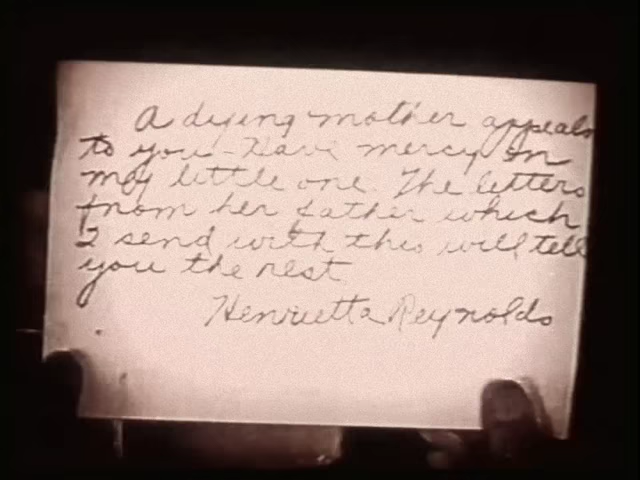 A dying mother appeals
to you - Have mercy on
my little one. The letters
from her father which
I send with this will tell
you the rest
Henrietta Reynolds